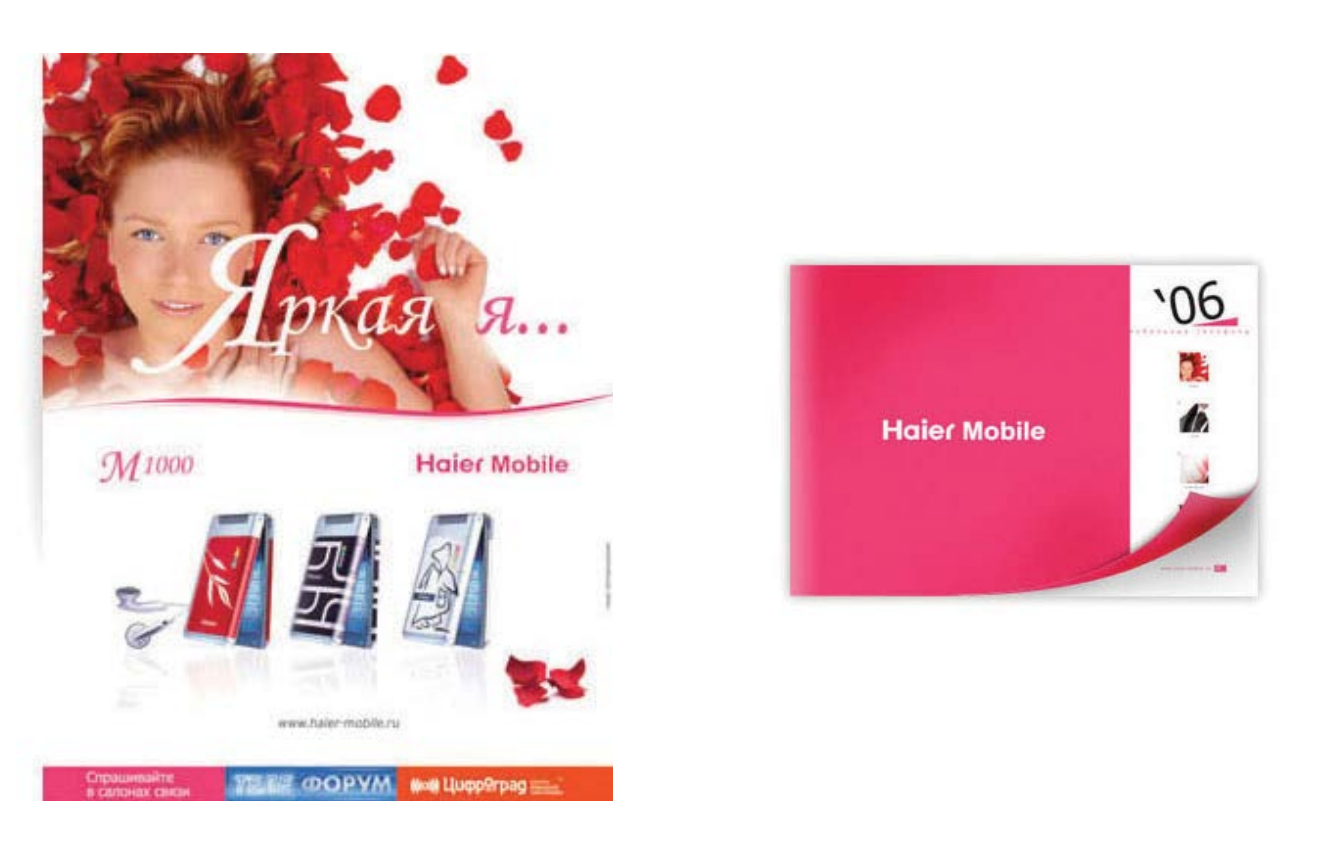 Яркая я...
M1000
Haier Mobile
www.haier-mobile.ru
Спрашивайте
в салонах связи
ФОРУМ
ЦифрОград
Haier Mobile
'06